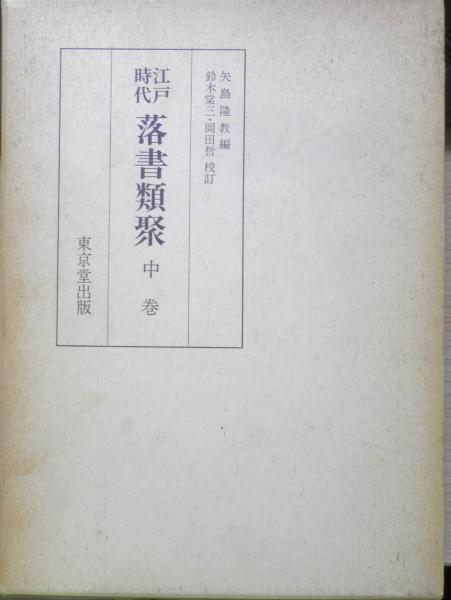 矢島隆教編
鈴木棠三・岡田哲校訂
江戸
時代
落書類聚 中巻
東京堂出版